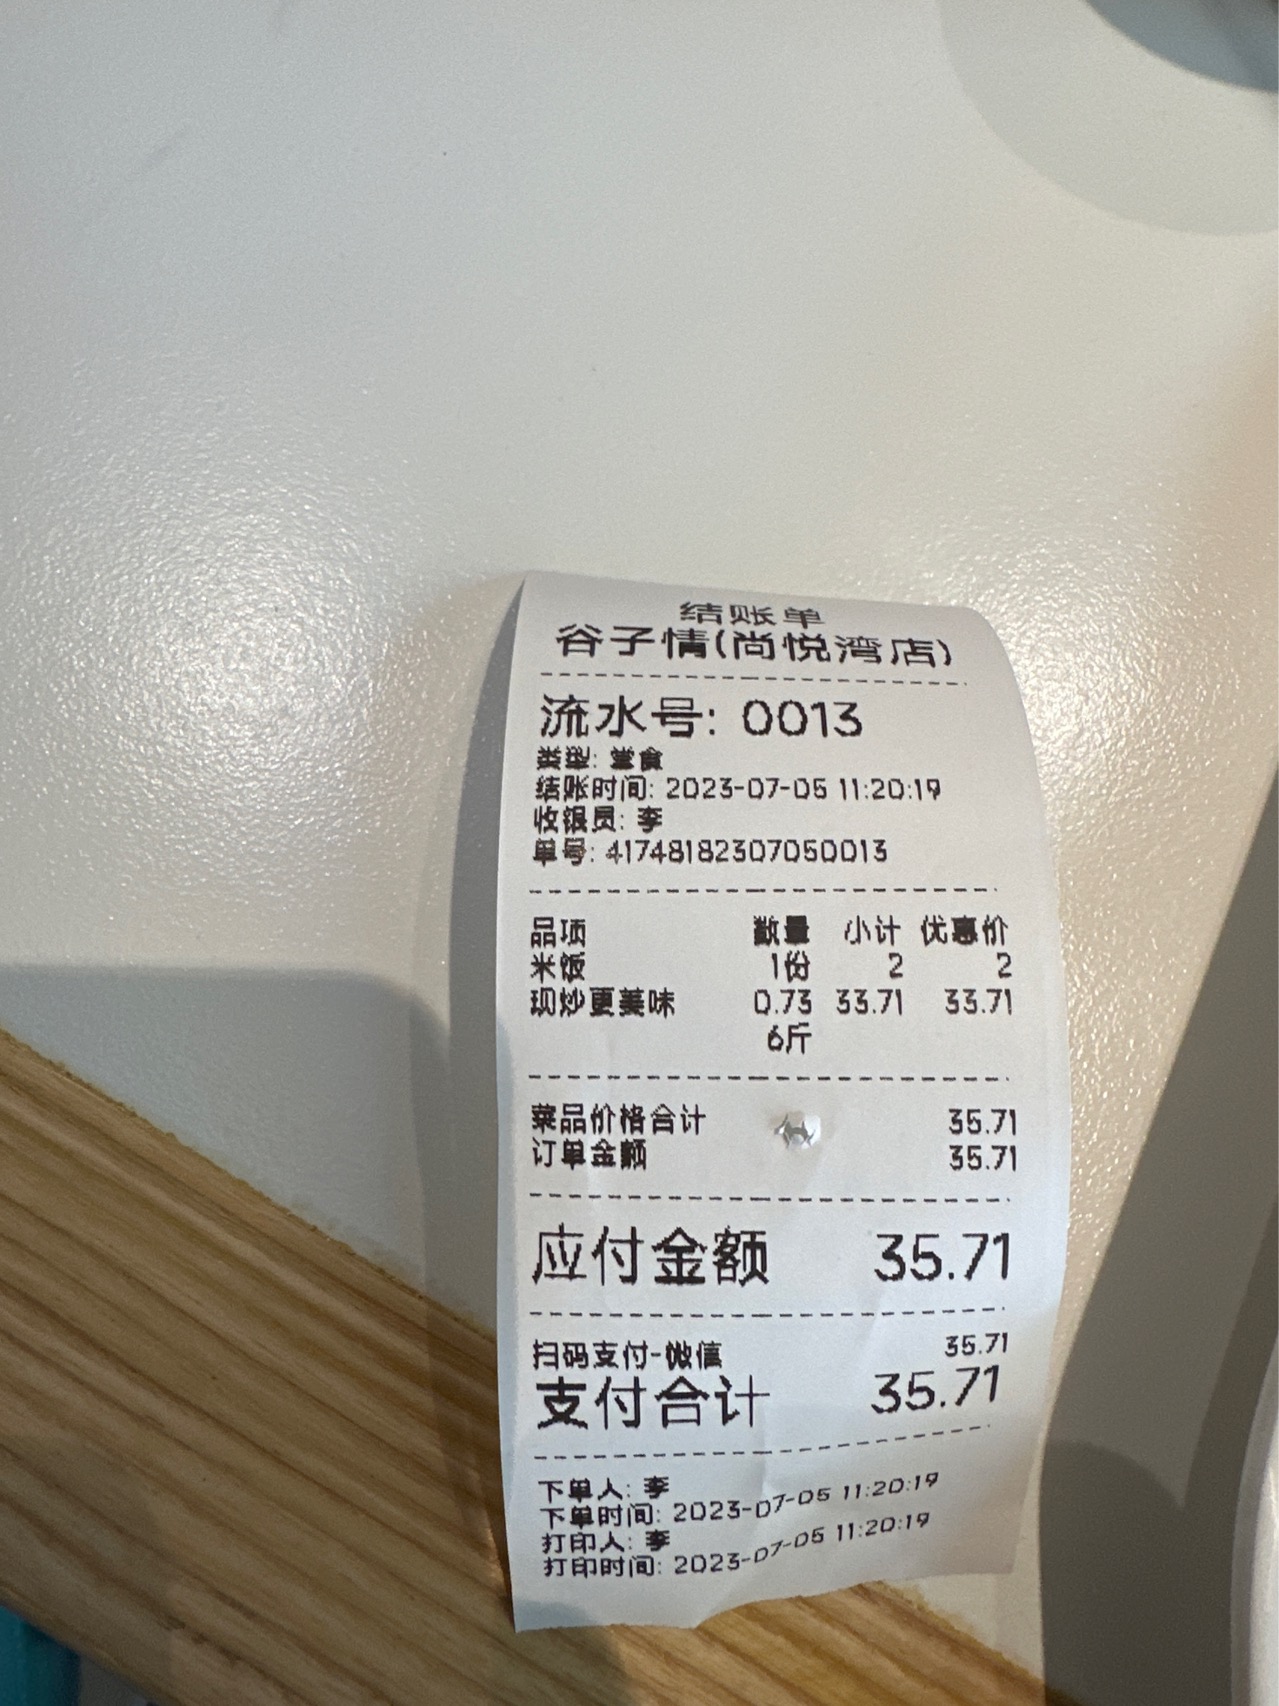 结账单
谷子情(尚悦湾店)
流水号: 0013
类型: 堂食
结账时间: 2023-07-05 11:20:19
收银员: 李
单号: 41748182307050013
品项 数量 小计 优惠价
米饭 1份 2 2
现炒更美味 0.73 33.71 33.71
6斤
菜品价格合计 35.71
订单金额 35.71
应付金额 35.71
扫码支付-微信 35.71
支付合计 35.71
下单人: 李
下单时间: 2023-07-05 11:20:19
打印人: 李
打印时间: 2023-07-05 11:20:19